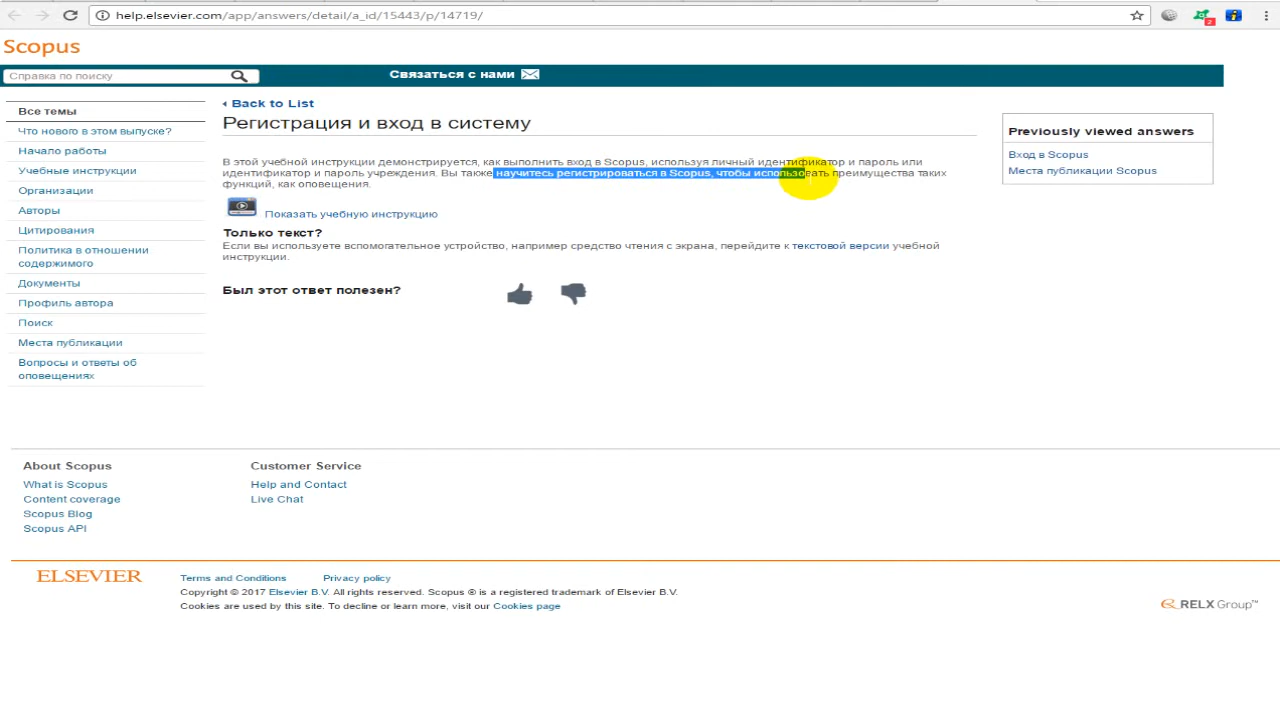 help.elsevier.com/app/answers/detail/a_id/15443/p/14719/
2
Scopus
Справка по поиску
Связаться с нами
Все темы
Что нового в этом выпуске?
Начало работы
Учебные инструкции
Организации
Авторы
Цитирования
Политика в отношении
содержимого
Документы
Профиль автора
Поиск
Места публикации
Вопросы и ответы об
оповещениях
Back to List
Регистрация и вход в систему
В этой учебной инструкции демонстрируется, как выполнить вход в Scopus, используя личный идентификатор и пароль или
идентификатор и пароль учреждения. Вы также научитесь регистрироваться в Scopus, чтобы использовать преимущества таких
функций, как оповещения.
Показать учебную инструкцию
Только текст?
Если вы используете вспомогательное устройство, например средство чтения с экрана, перейдите к текстовой версии учебной
инструкции.
Был этот ответ полезен?
Previously viewed answers
Вход в Scopus
Места публикации Scopus
About Scopus
What is Scopus
Content coverage
Scopus Blog
Scopus API
Customer Service
Help and Contact
Live Chat
ELSEVIER
Terms and Conditions Privacy policy
Copyright © 2017 Elsevier B.V. All rights reserved. Scopus ® is a registered trademark of Elsevier B.V.
Cookies are used by this site. To decline or learn more, visit our Cookies page
RELX Group™